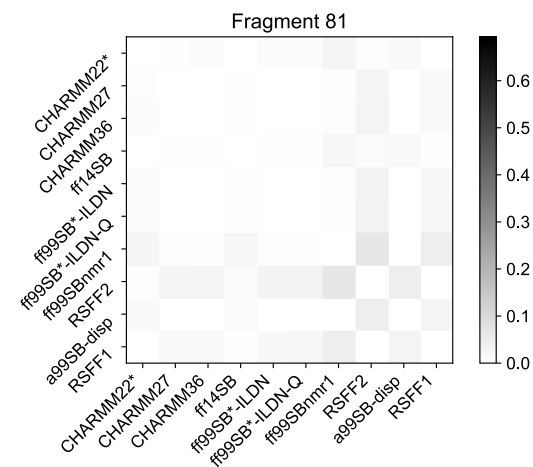 Fragment 81
CHARMM22*
CHARMM27
CHARMM36
ff14SB
ff99SB*-ILDN
ff99SB*-ILDN-Q
ff99SBnmr1
RSFF2
a99SB-disp
RSFF1
0.6
0.5
0.4
0.3
0.2
0.1
0.0
CHARMM22*
CHARMM27
CHARMM36
ff14SB
ff99SB*-ILDN
ff99SB*-ILDN-Q
ff99SBnmr1
RSFF2
a99SB-disp
RSFF1